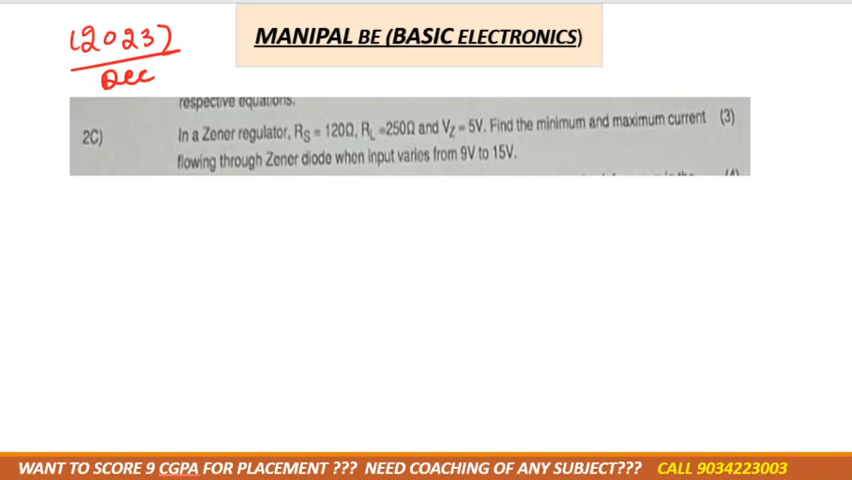 (2023)
Dec
MANIPAL BE (BASIC ELECTRONICS)
respective equations.
2C) In a Zener regulator, RS = 120Ω, RL =250Ω and VZ = 5V. Find the minimum and maximum current (3)
flowing through Zener diode when input varies from 9V to 15V.
(4)
WANT TO SCORE 9 CGPA FOR PLACEMENT ??? NEED COACHING OF ANY SUBJECT??? CALL 9034223003